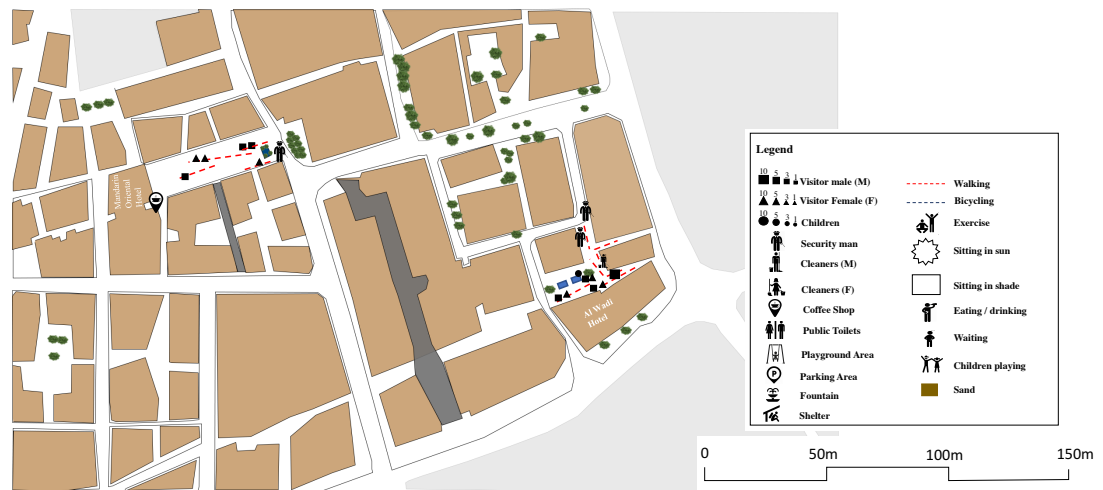 Mandarin
Oriental
Hotel
Al Wadi
Hotel
Legend
10 5 3 1
Visitor male (M)
10 5 3 1
Visitor Female (F)
10 5 3 1
Children
Security man
Cleaners (M)
Cleaners (F)
Coffee Shop
Public Toilets
Playground Area
P
Parking Area
Fountain
Shelter
Walking
Bicycling
Exercise
Sitting in sun
Sitting in shade
Eating / drinking
Waiting
Children playing
Sand
0 50m 100m 150m